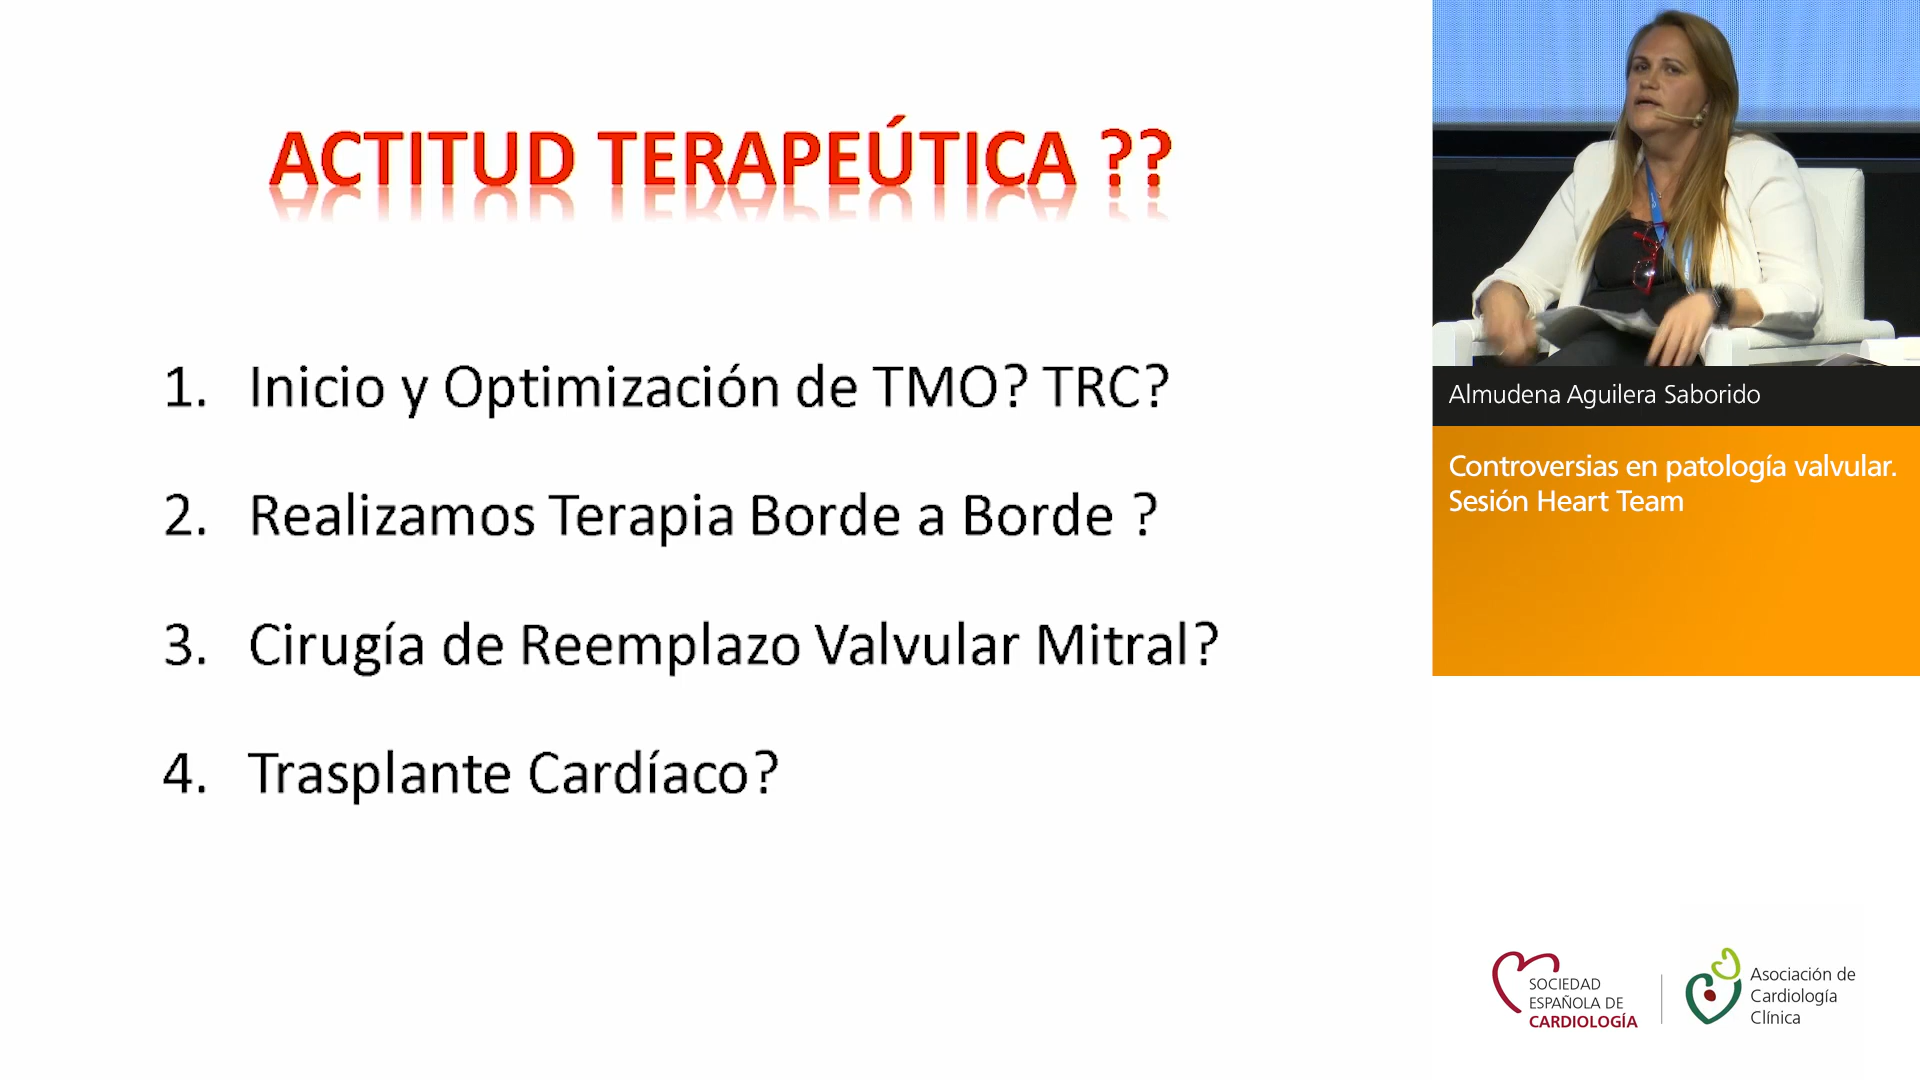 ACTITUD TERAPEÚTICA ??
1. Inicio y Optimización de TMO? TRC?
2. Realizamos Terapia Borde a Borde ?
3. Cirugía de Reemplazo Valvular Mitral?
4. Trasplante Cardíaco?
Almudena Aguilera Saborido
Controversias en patología valvular.
Sesión Heart Team
SOCIEDAD
ESPAÑOLA DE
CARDIOLOGÍA
Asociación de
Cardiología
Clínica